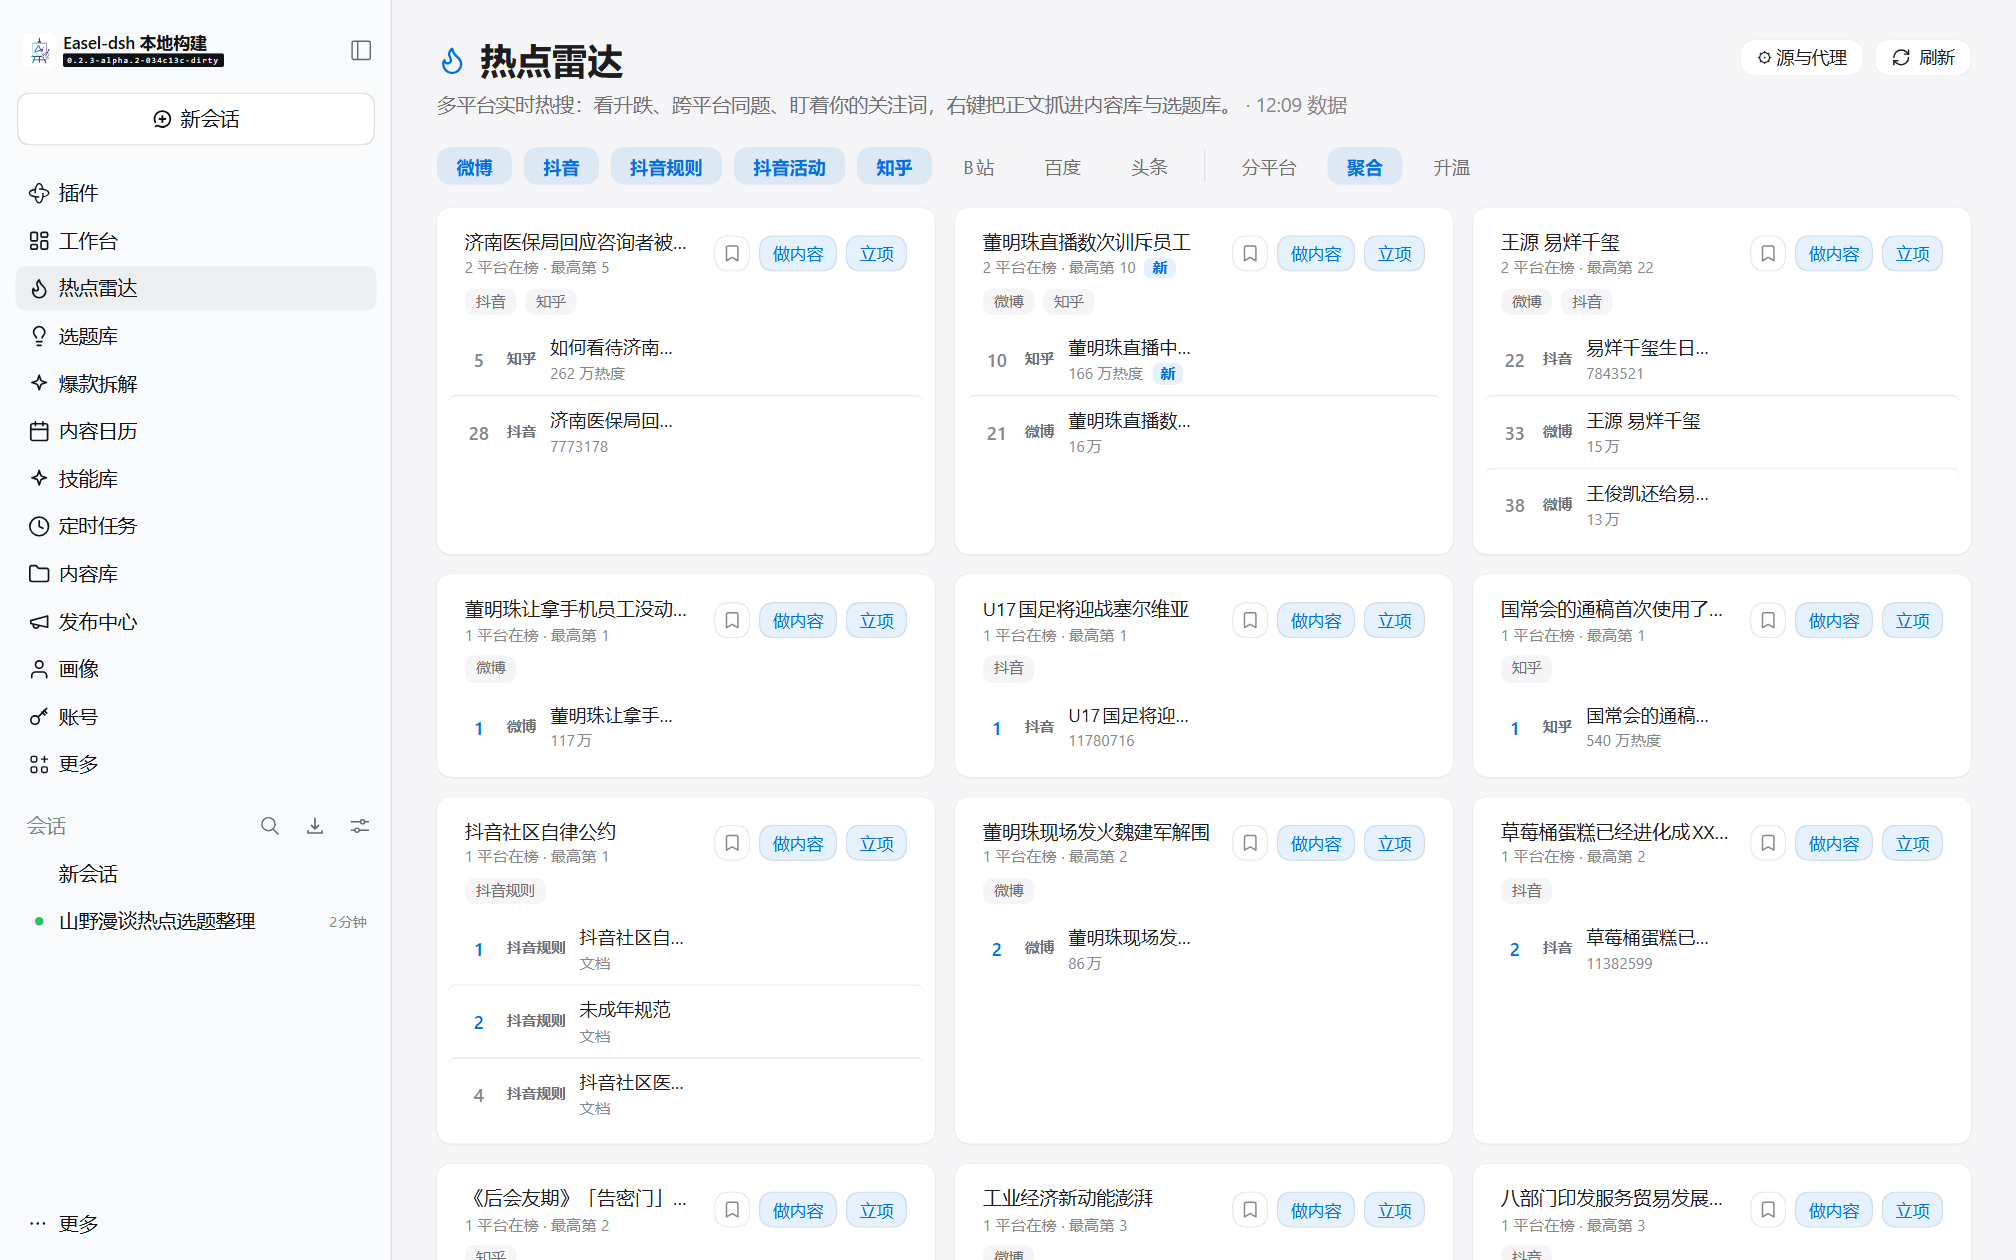 Easel-dsh 本地构建
0.2.3-alpha.2-034c13c-dirty
新会话
插件
工作台
热点雷达
选题库
爆款拆解
内容日历
技能库
定时任务
内容库
发布中心
画像
账号
更多
会话
新会话
山野漫谈热点选题整理 2分钟
更多
热点雷达
源与代理 刷新
多平台实时热搜：看升跌、跨平台同题、盯着你的关注词，右键把正文抓进内容库与选题库。 · 12:09 数据
微博 抖音 抖音规则 抖音活动 知乎 B站 百度 头条 分平台 聚合 升温
济南医保局回应咨询者被... 做内容 立项
2 平台在榜 · 最高第 5
抖音 知乎
5 知乎 如何看待济南...
262 万热度
28 抖音 济南医保局回...
7773178
董明珠直播数次训斥员工 做内容 立项
2 平台在榜 · 最高第 10 新
微博 知乎
10 知乎 董明珠直播中...
166 万热度 新
21 微博 董明珠直播数...
16万
王源 易烊千玺 做内容 立项
2 平台在榜 · 最高第 22
微博 抖音
22 抖音 易烊千玺生日...
7843521
33 微博 王源 易烊千玺
15万
38 微博 王俊凯还给易...
13万
董明珠让拿手机员工没动... 做内容 立项
1 平台在榜 · 最高第 1
微博
1 微博 董明珠让拿手...
117万
U17国足将迎战塞尔维亚 做内容 立项
1 平台在榜 · 最高第 1
抖音
1 抖音 U17国足将迎...
11780716
国常会的通稿首次使用了... 做内容 立项
1 平台在榜 · 最高第 1
知乎
1 知乎 国常会的通稿...
540 万热度
抖音社区自律公约 做内容 立项
1 平台在榜 · 最高第 1
抖音规则
1 抖音规则 抖音社区自...
文档
2 抖音规则 未成年规范
文档
4 抖音规则 抖音社区医...
文档
董明珠现场发火魏建军解围 做内容 立项
1 平台在榜 · 最高第 2
微博
2 微博 董明珠现场发...
86万
草莓桶蛋糕已经进化成XX... 做内容 立项
1 平台在榜 · 最高第 2
抖音
2 抖音 草莓桶蛋糕已...
11382599
《后会友期》「告密门」... 做内容 立项
1 平台在榜 · 最高第 2
知乎
工业经济新动能澎湃 做内容 立项
1 平台在榜 · 最高第 3
微博
八部门印发服务贸易发展... 做内容 立项
1 平台在榜 · 最高第 3
抖音